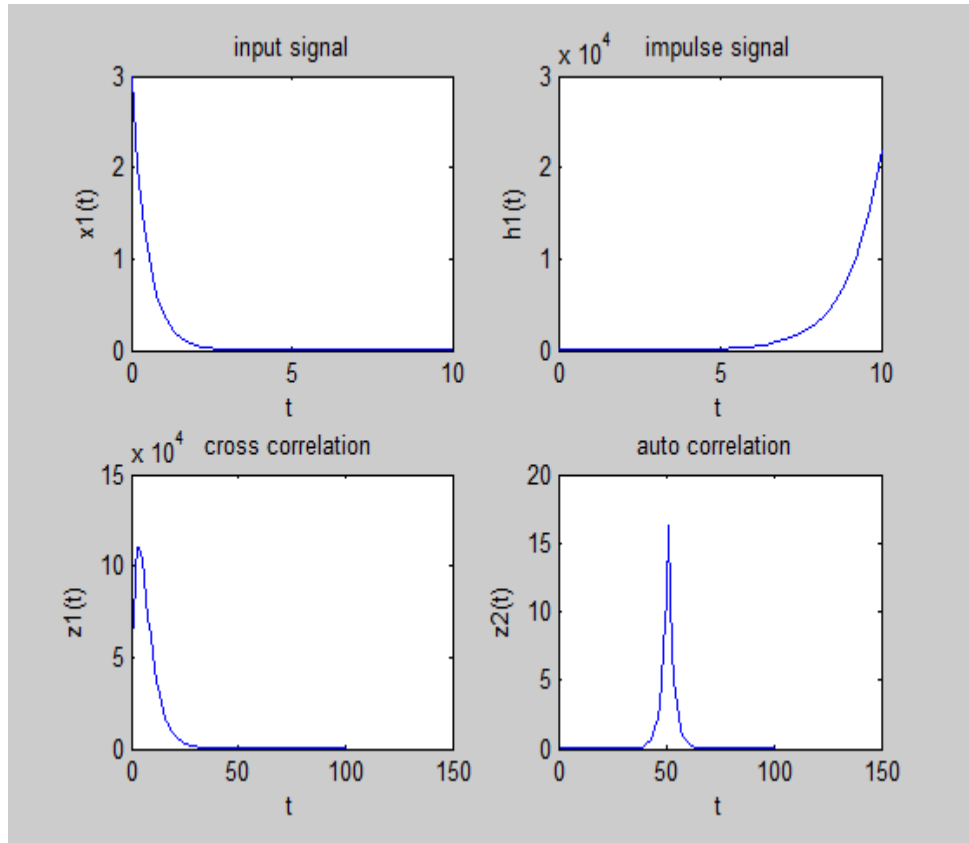 input signal
3
2
1
0
0 5 10
x1(t)
t
x 10^4
impulse signal
3
2
1
0
0 5 10
h1(t)
t
x 10^4
cross correlation
15
10
5
0
0 50 100 150
z1(t)
t
auto correlation
20
15
10
5
0
0 50 100 150
z2(t)
t